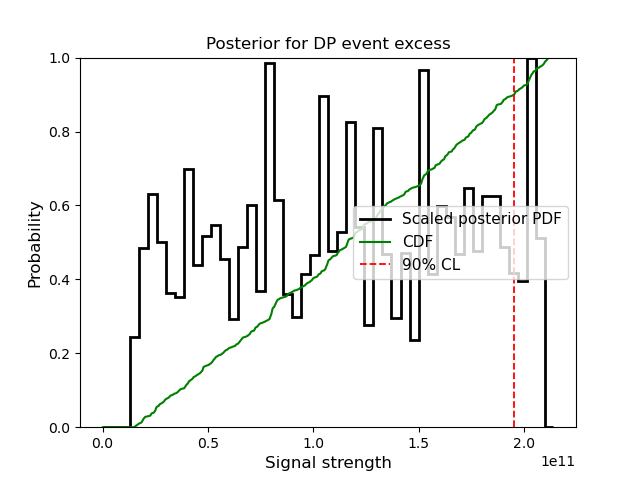 Posterior for DP event excess
1.0
0.8
0.6
0.4
0.2
0.0
Probability
Scaled posterior PDF
CDF
90% CL
0.0 0.5 1.0 1.5 2.0
1e11
Signal strength